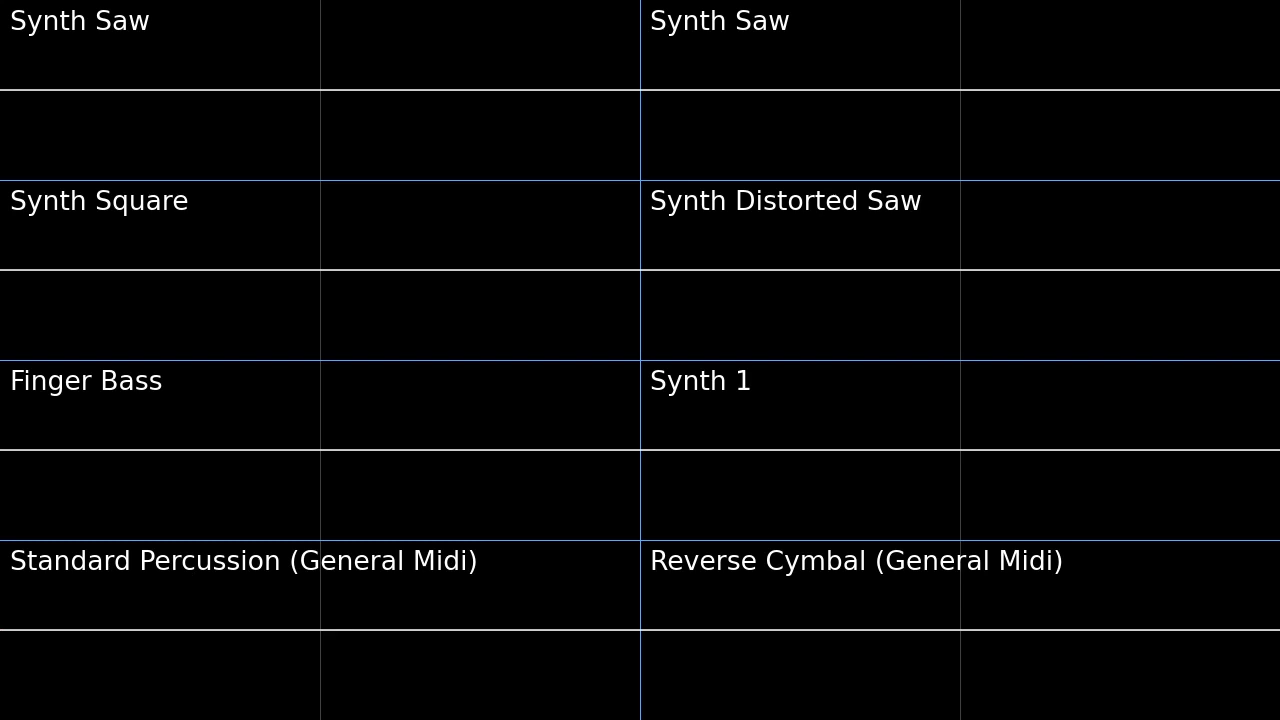 Synth Saw
Synth Saw
Synth Square
Synth Distorted Saw
Finger Bass
Synth 1
Standard Percussion (General Midi)
Reverse Cymbal (General Midi)